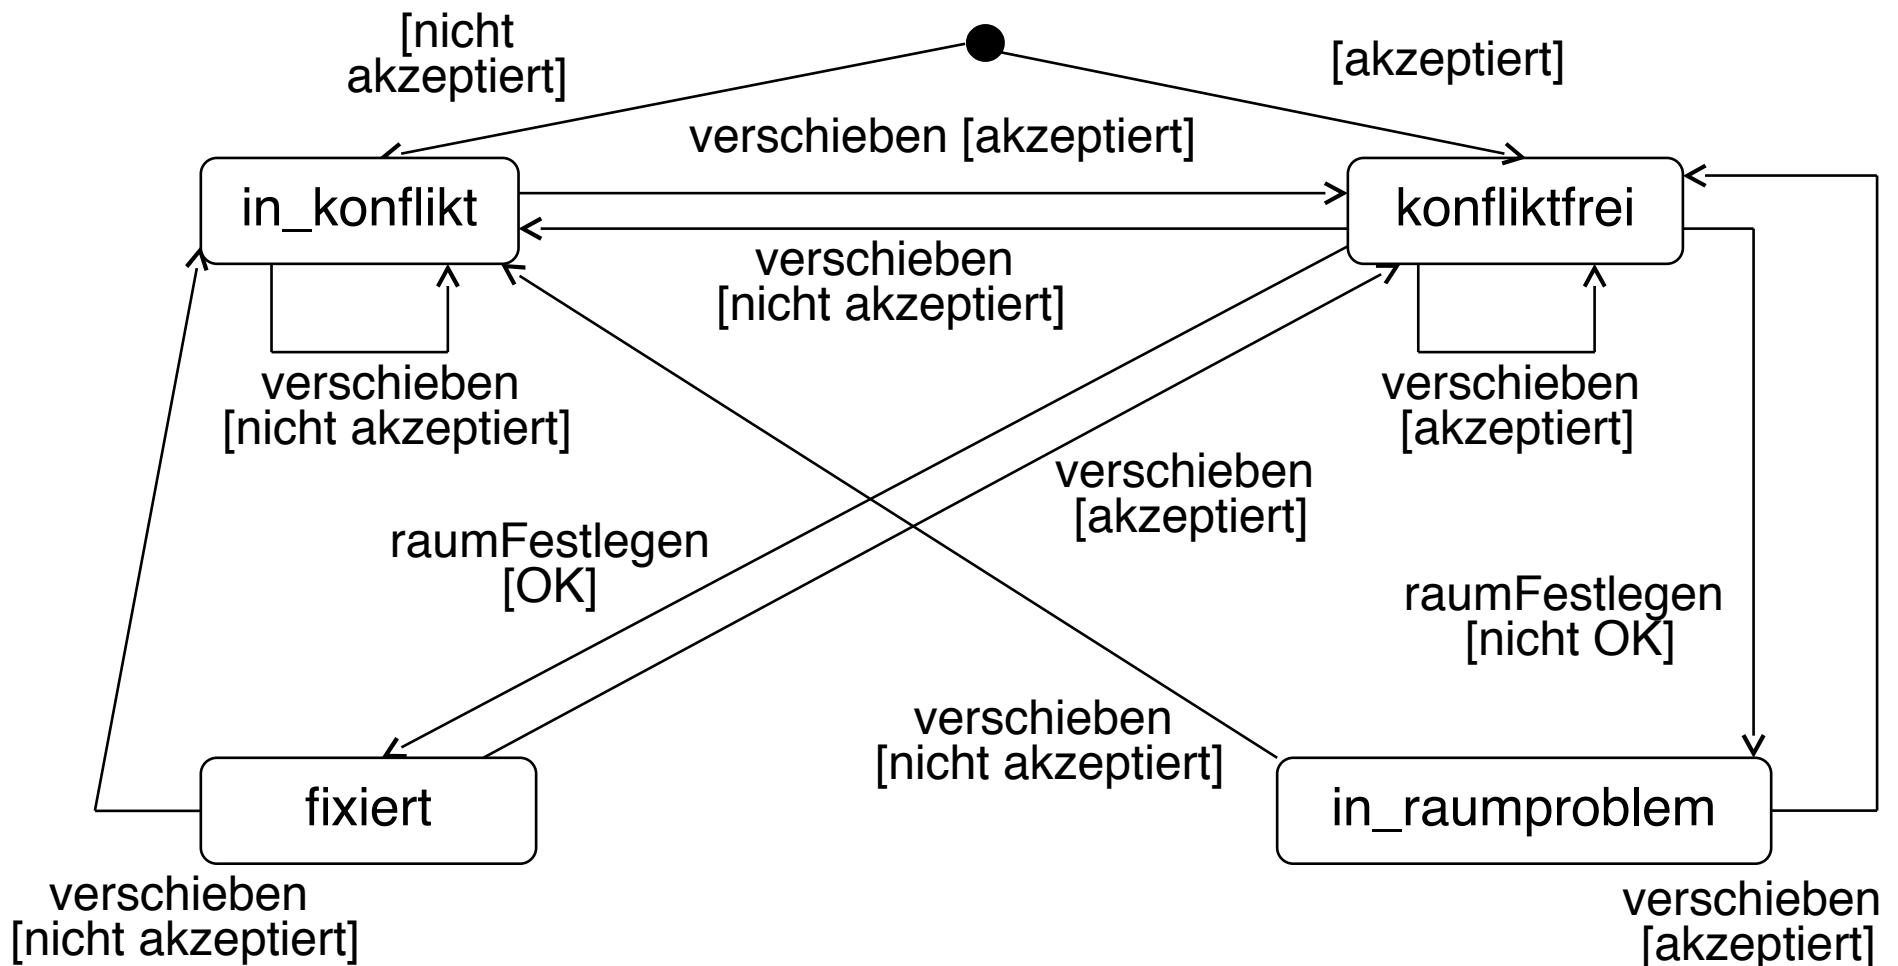 [nicht
akzeptiert]
[akzeptiert]
verschieben [akzeptiert]
in_konflikt
konfliktfrei
verschieben
[nicht akzeptiert]
verschieben
[nicht akzeptiert]
verschieben
[akzeptiert]
verschieben
[akzeptiert]
raumFestlegen
[OK]
raumFestlegen
[nicht OK]
verschieben
[nicht akzeptiert]
fixiert
in_raumproblem
verschieben
[nicht akzeptiert]
verschieben
[akzeptiert]